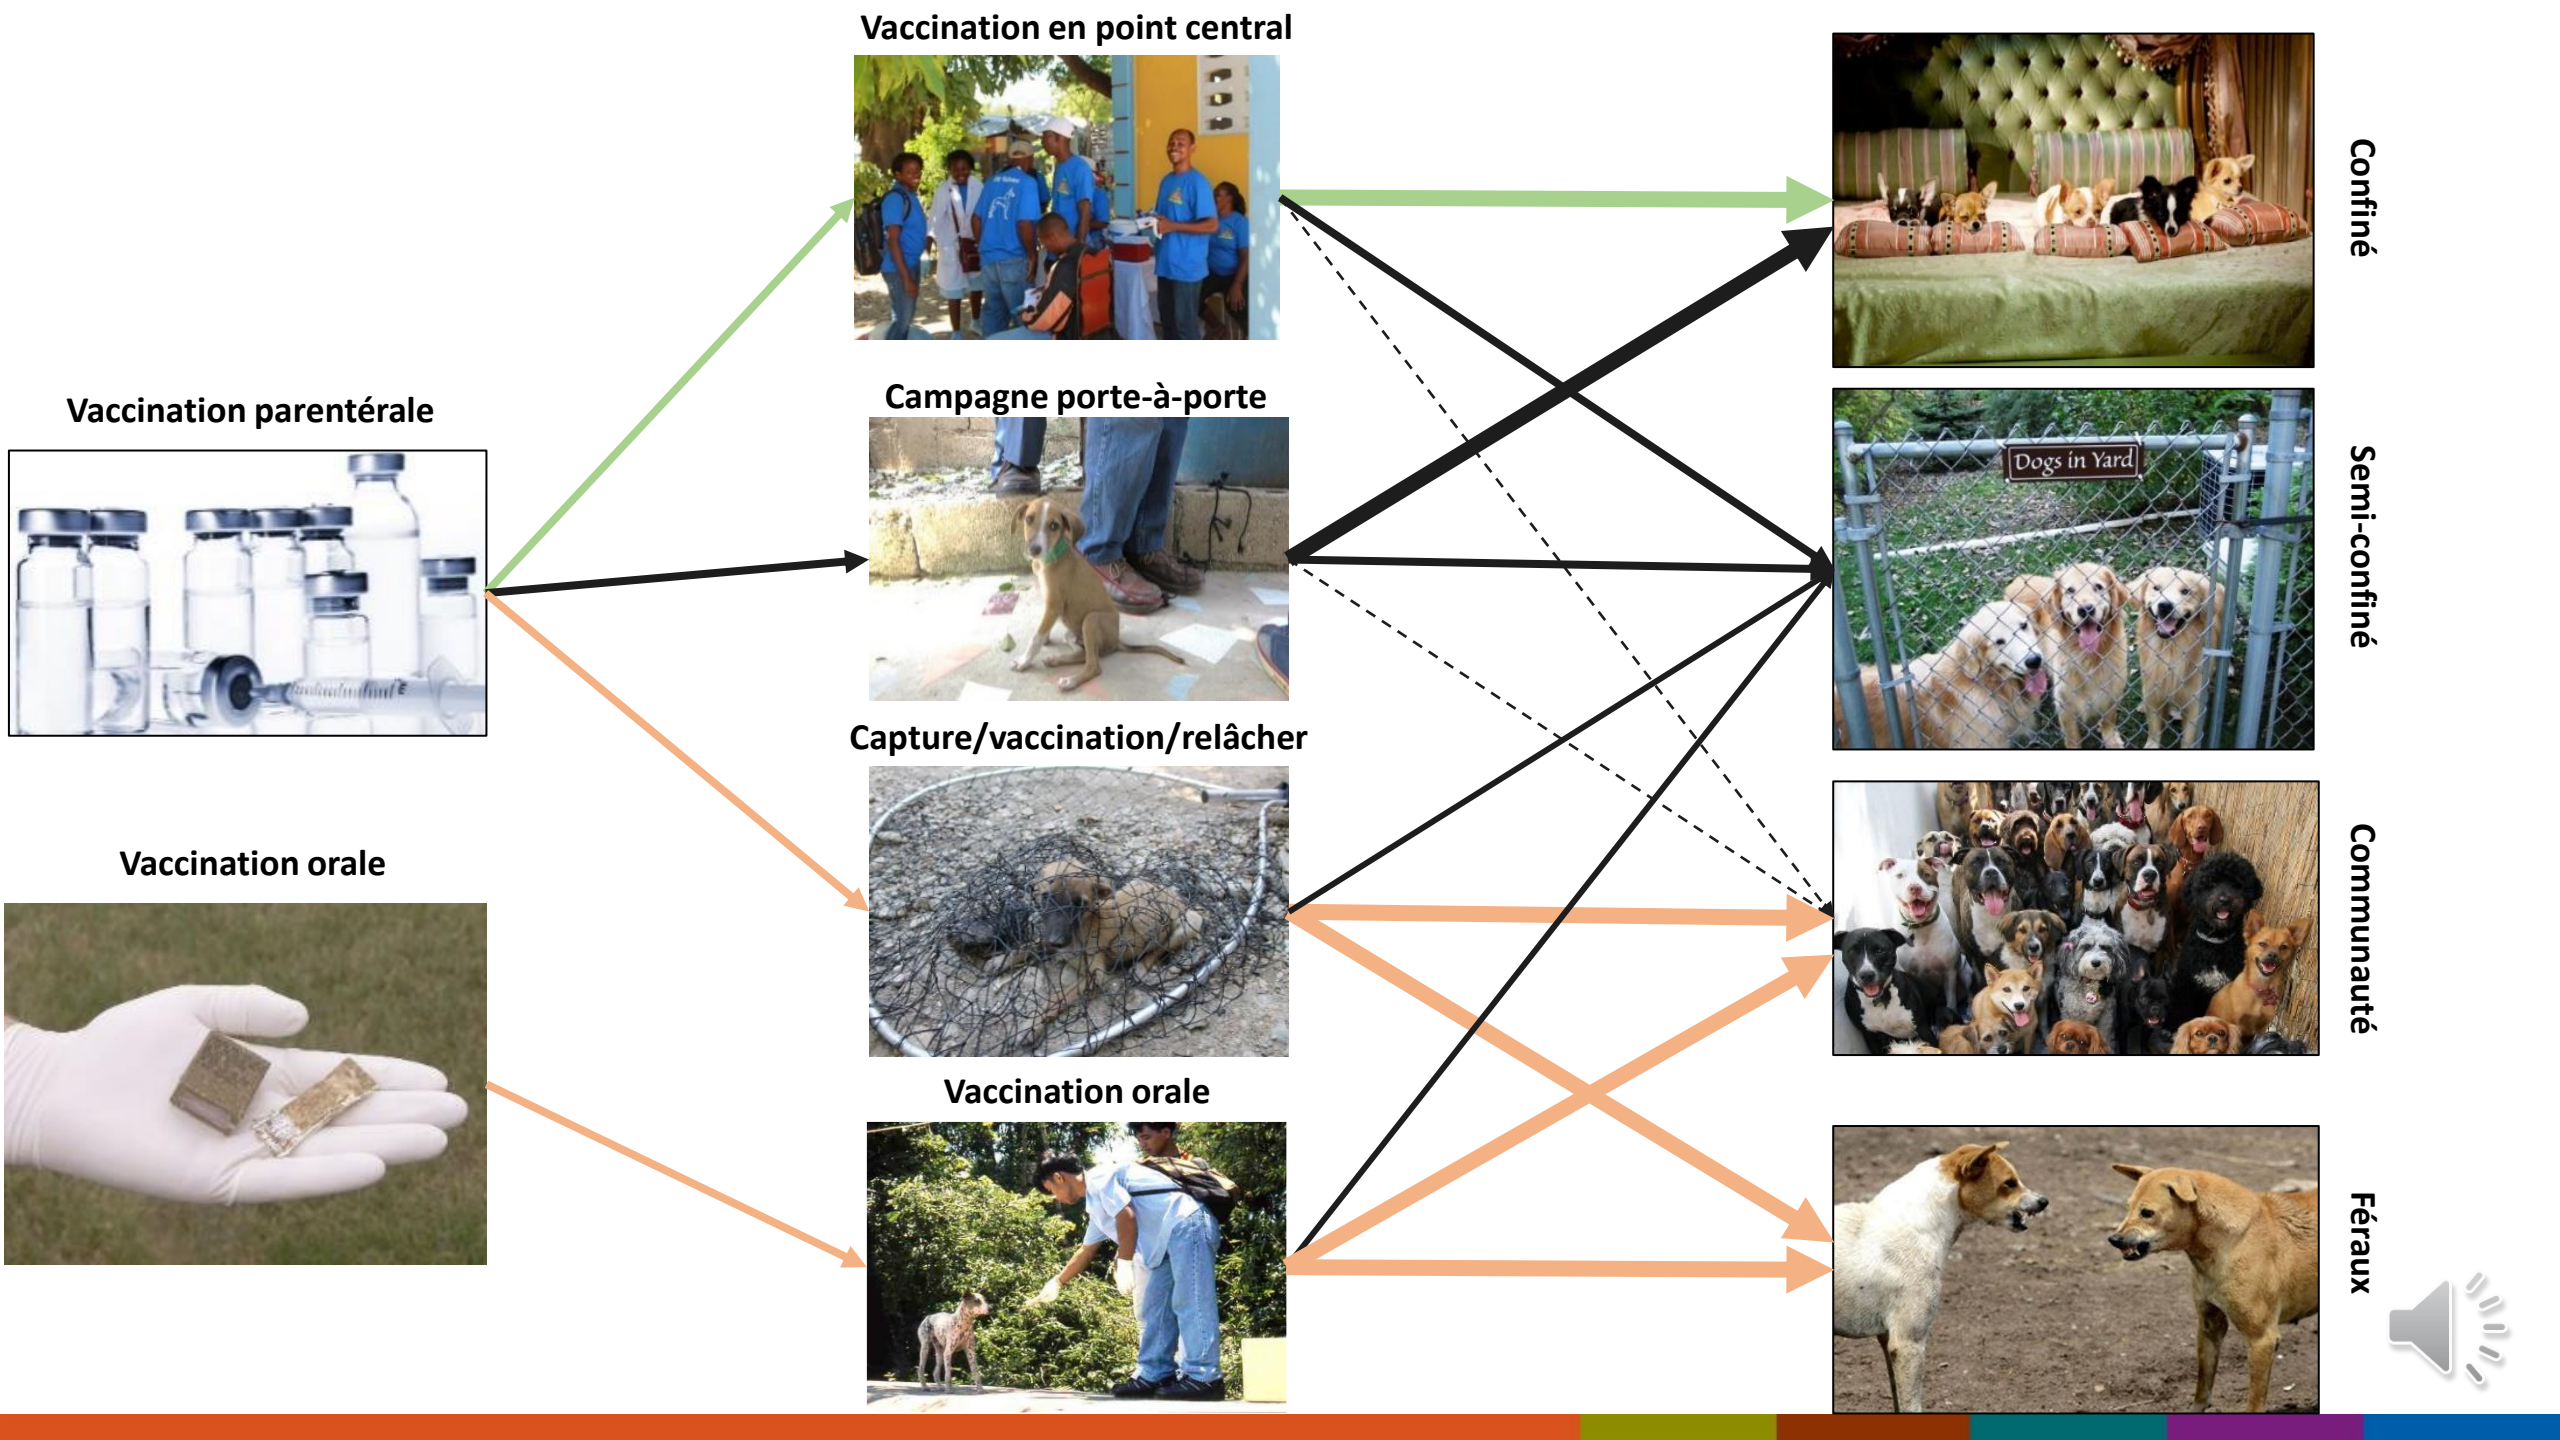 Vaccination en point central
Confiné
Vaccination parentérale
Campagne porte-à-porte
Dogs in Yard
Semi-confiné
Capture/vaccination/relâcher
Vaccination orale
Communauté
Vaccination orale
Féraux